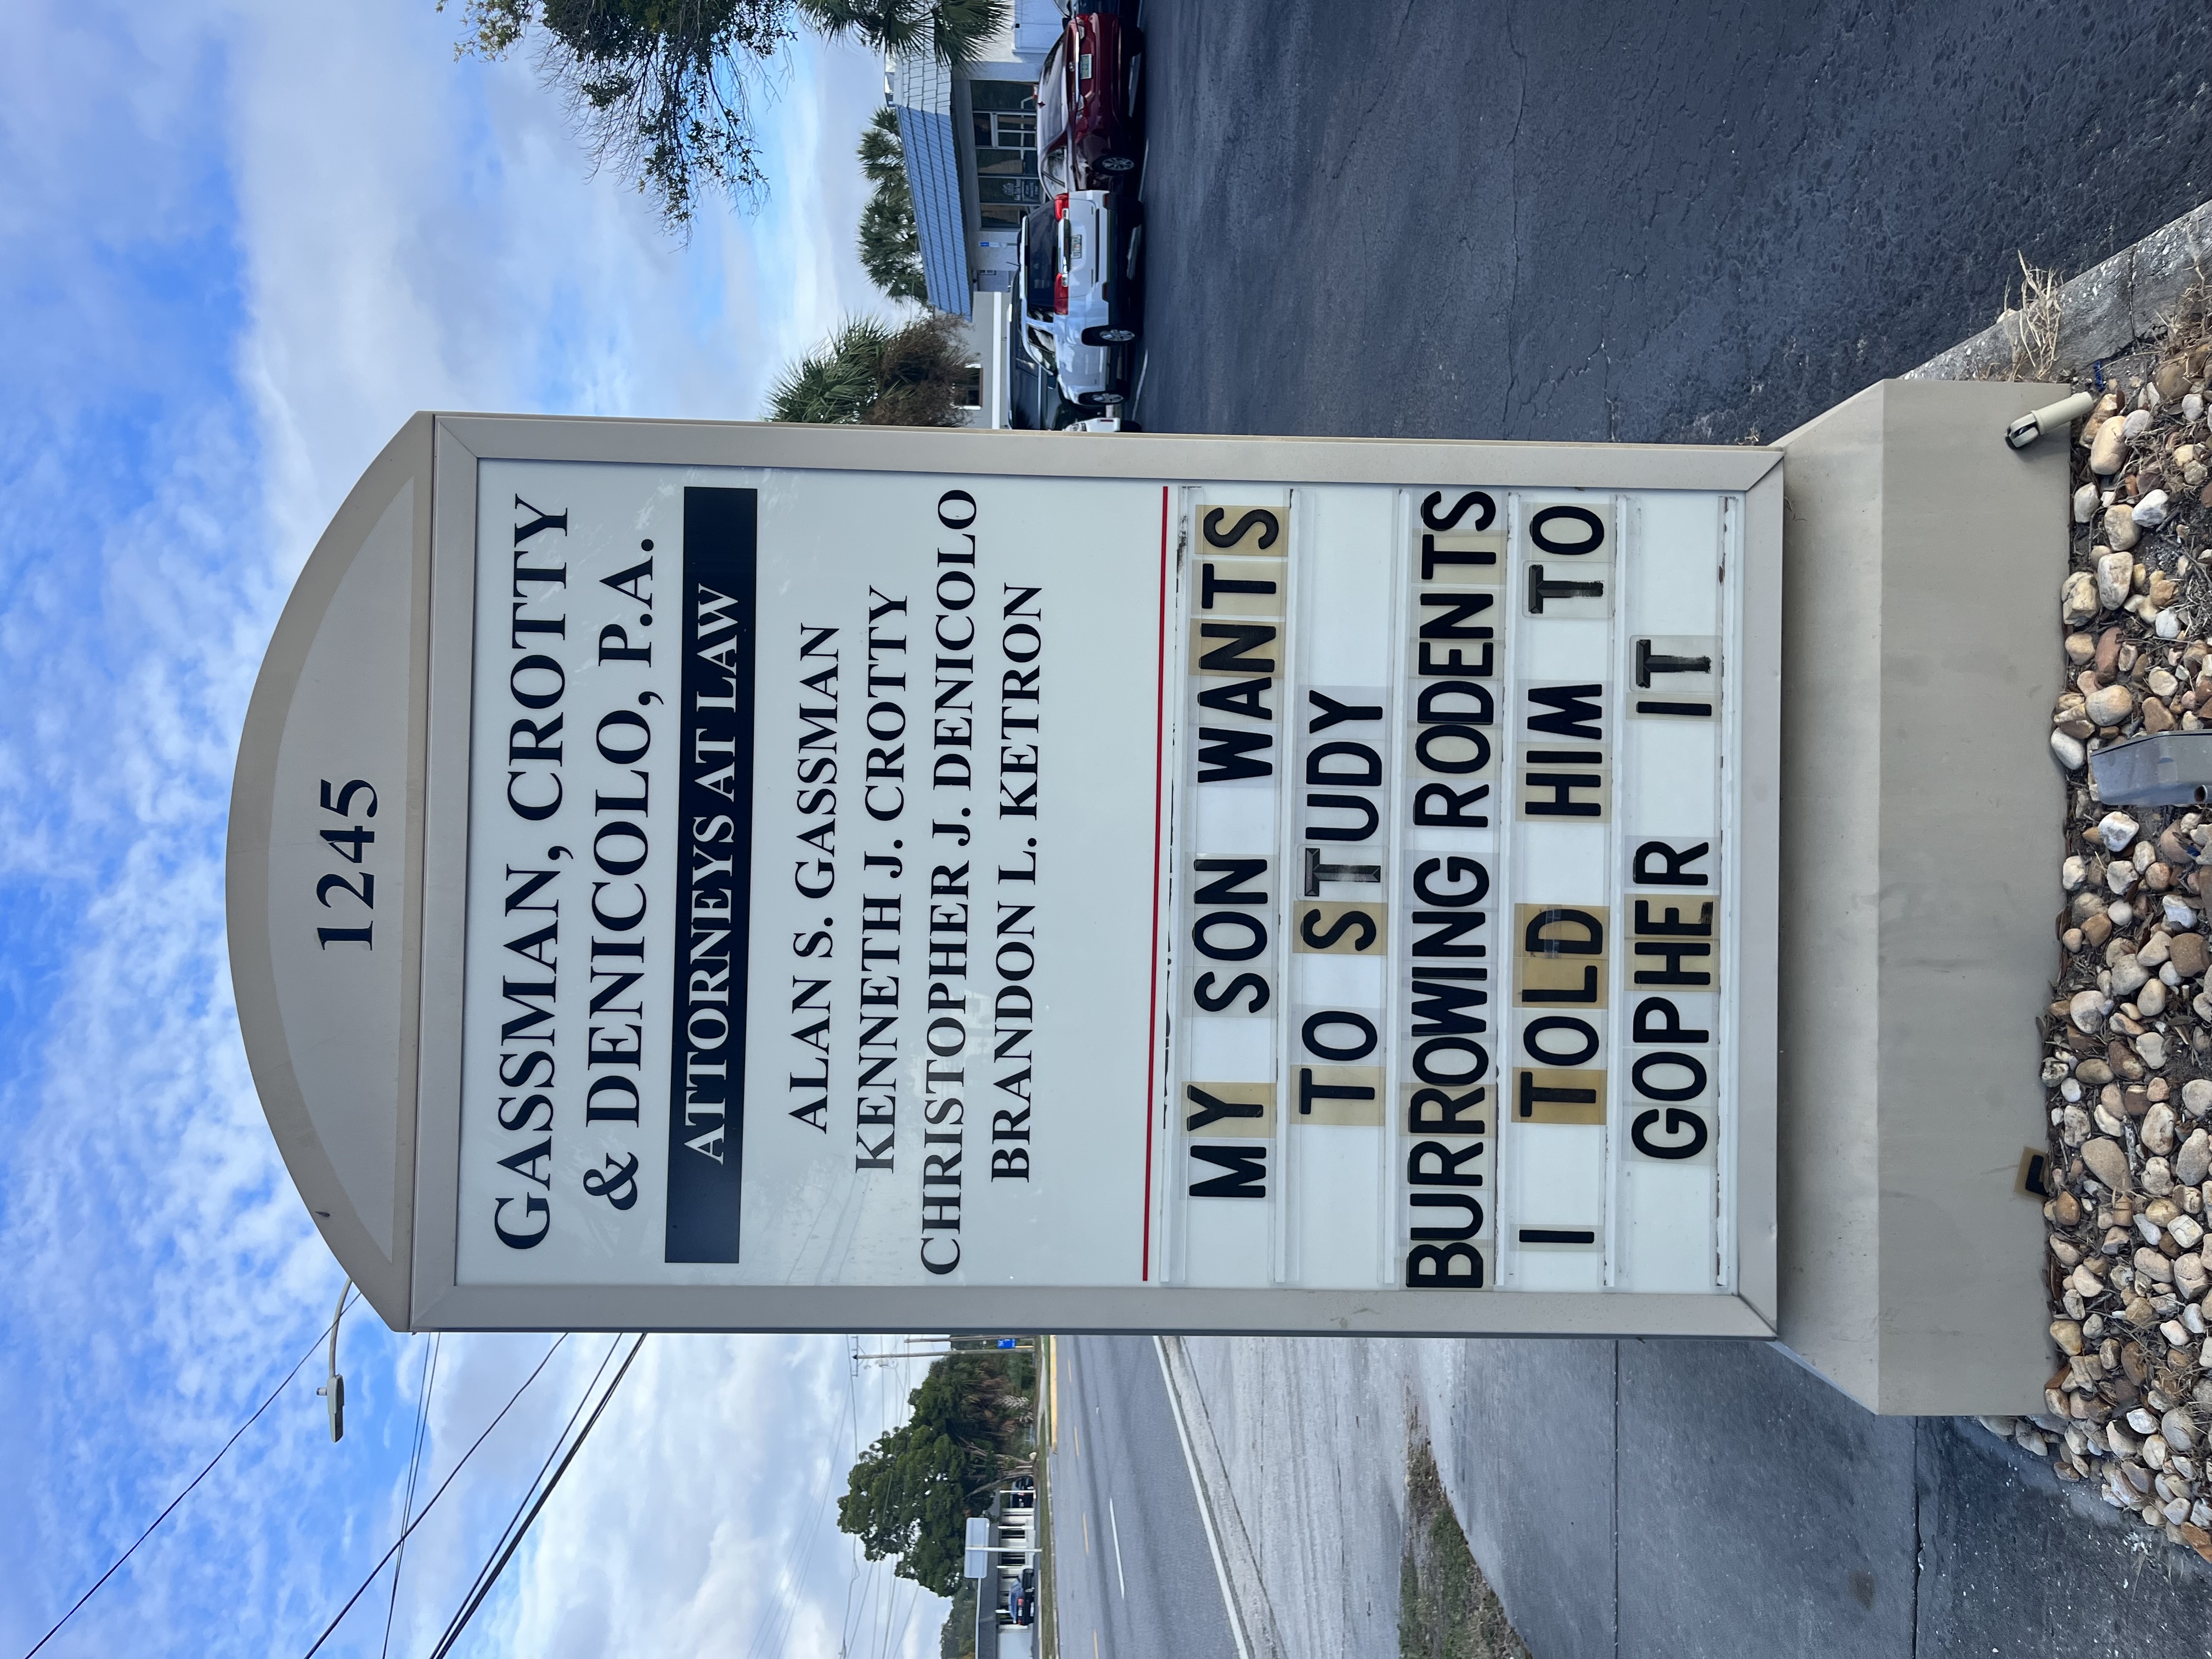 1245
GASSMAN, CROTTY
& DENICOLO, P.A.
ATTORNEYS AT LAW
ALAN S. GASSMAN
KENNETH J. CROTTY
CHRISTOPHER J. DENICOLO
BRANDON L. KETRON
MY SON WANTS
TO STUDY
BURROWING RODENTS
I TOLD HIM TO
GOPHER IT